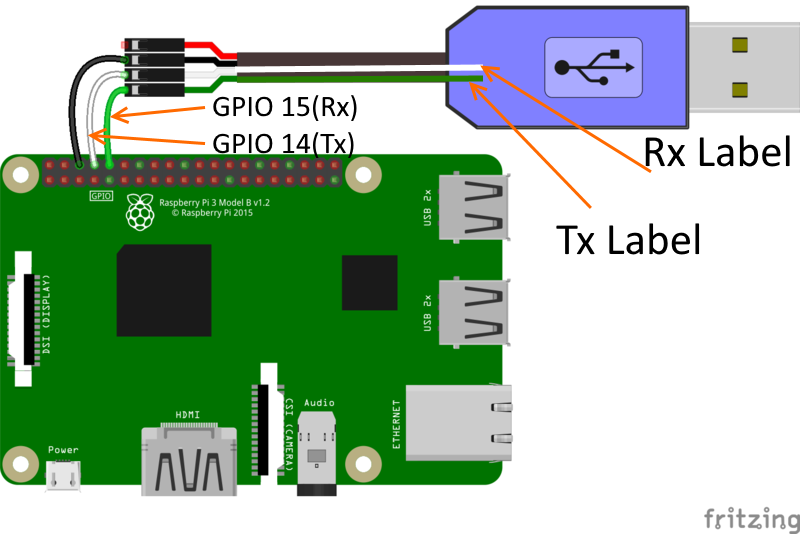 GPIO 15(Rx)
GPIO 14(Tx)
Rx Label
Tx Label
GPIO
Raspberry Pi 3 Model B v1.2
© Raspberry Pi 2015
USB 2x
USB 2x
DSI (DISPLAY)
CSI (CAMERA)
Audio
HDMI
ETHERNET
Power
fritzing